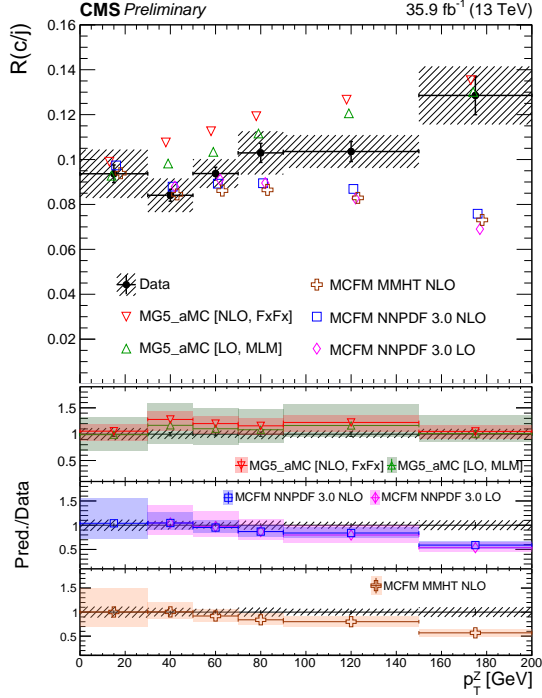 CMS Preliminary 35.9 fb⁻¹ (13 TeV)
R(c/j)
0.16
0.14
0.12
0.1
0.08
0.06
0.04
0.02
Data
MG5_aMC [NLO, FxFx]
MG5_aMC [LO, MLM]
MCFM MMHT NLO
MCFM NNPDF 3.0 NLO
MCFM NNPDF 3.0 LO
Pred./Data
1.5
1
0.5
MG5_aMC [NLO, FxFx] MG5_aMC [LO, MLM]
1.5
1
0.5
MCFM NNPDF 3.0 NLO MCFM NNPDF 3.0 LO
1.5
1
0.5
MCFM MMHT NLO
0 20 40 60 80 100 120 140 160 180 200
p_T^Z [GeV]